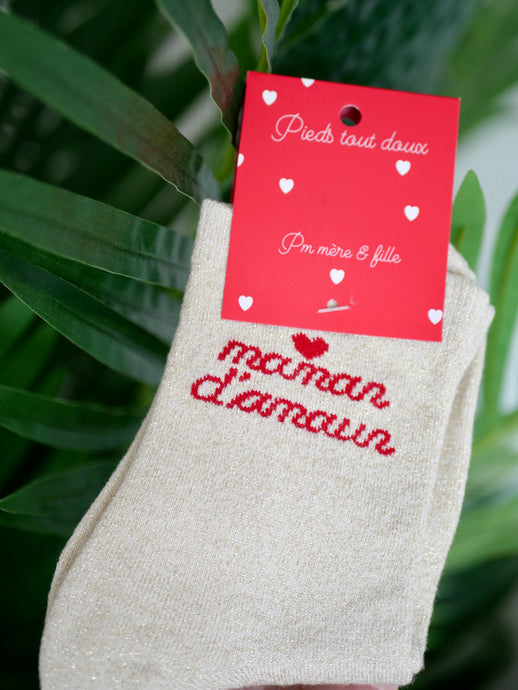 Pieds tout doux
Pm mère & fille
maman
d'amour